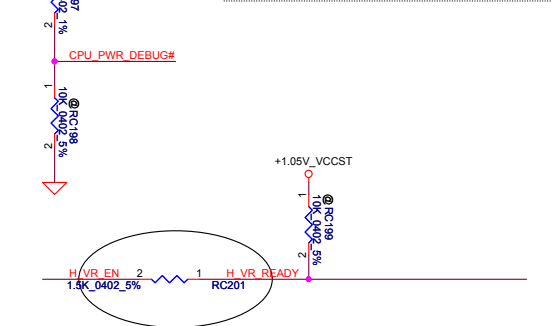 97
02_1%
2
CPU_PWR_DEBUG#
1
@RC198
10K_0402_5%
2
+1.05V_VCCST
1
@RC199
10K_0402_5%
2
H_VR_EN 2 1 H_VR_READY
1.5K_0402_5% RC201